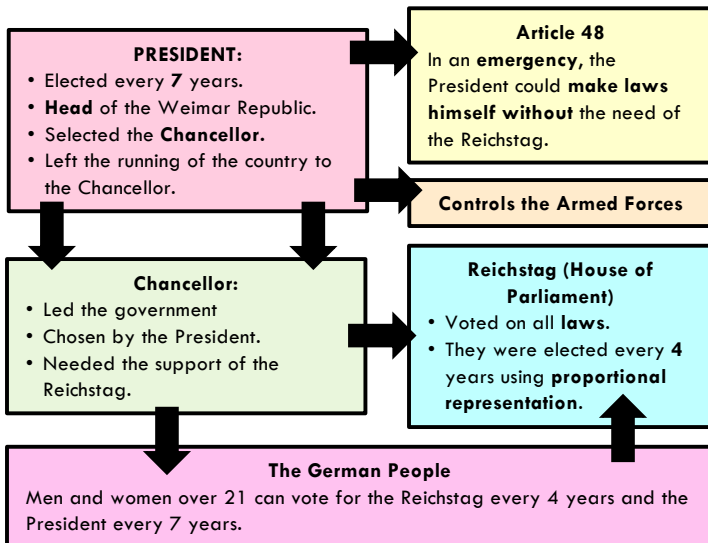 PRESIDENT:
• Elected every 7 years.
• Head of the Weimar Republic.
• Selected the Chancellor.
• Left the running of the country to
the Chancellor.
Article 48
In an emergency, the
President could make laws
himself without the need of
the Reichstag.
Controls the Armed Forces
Chancellor:
• Led the government
• Chosen by the President.
• Needed the support of the
Reichstag.
Reichstag (House of
Parliament)
• Voted on all laws.
• They were elected every 4
years using proportional
representation.
The German People
Men and women over 21 can vote for the Reichstag every 4 years and the
President every 7 years.